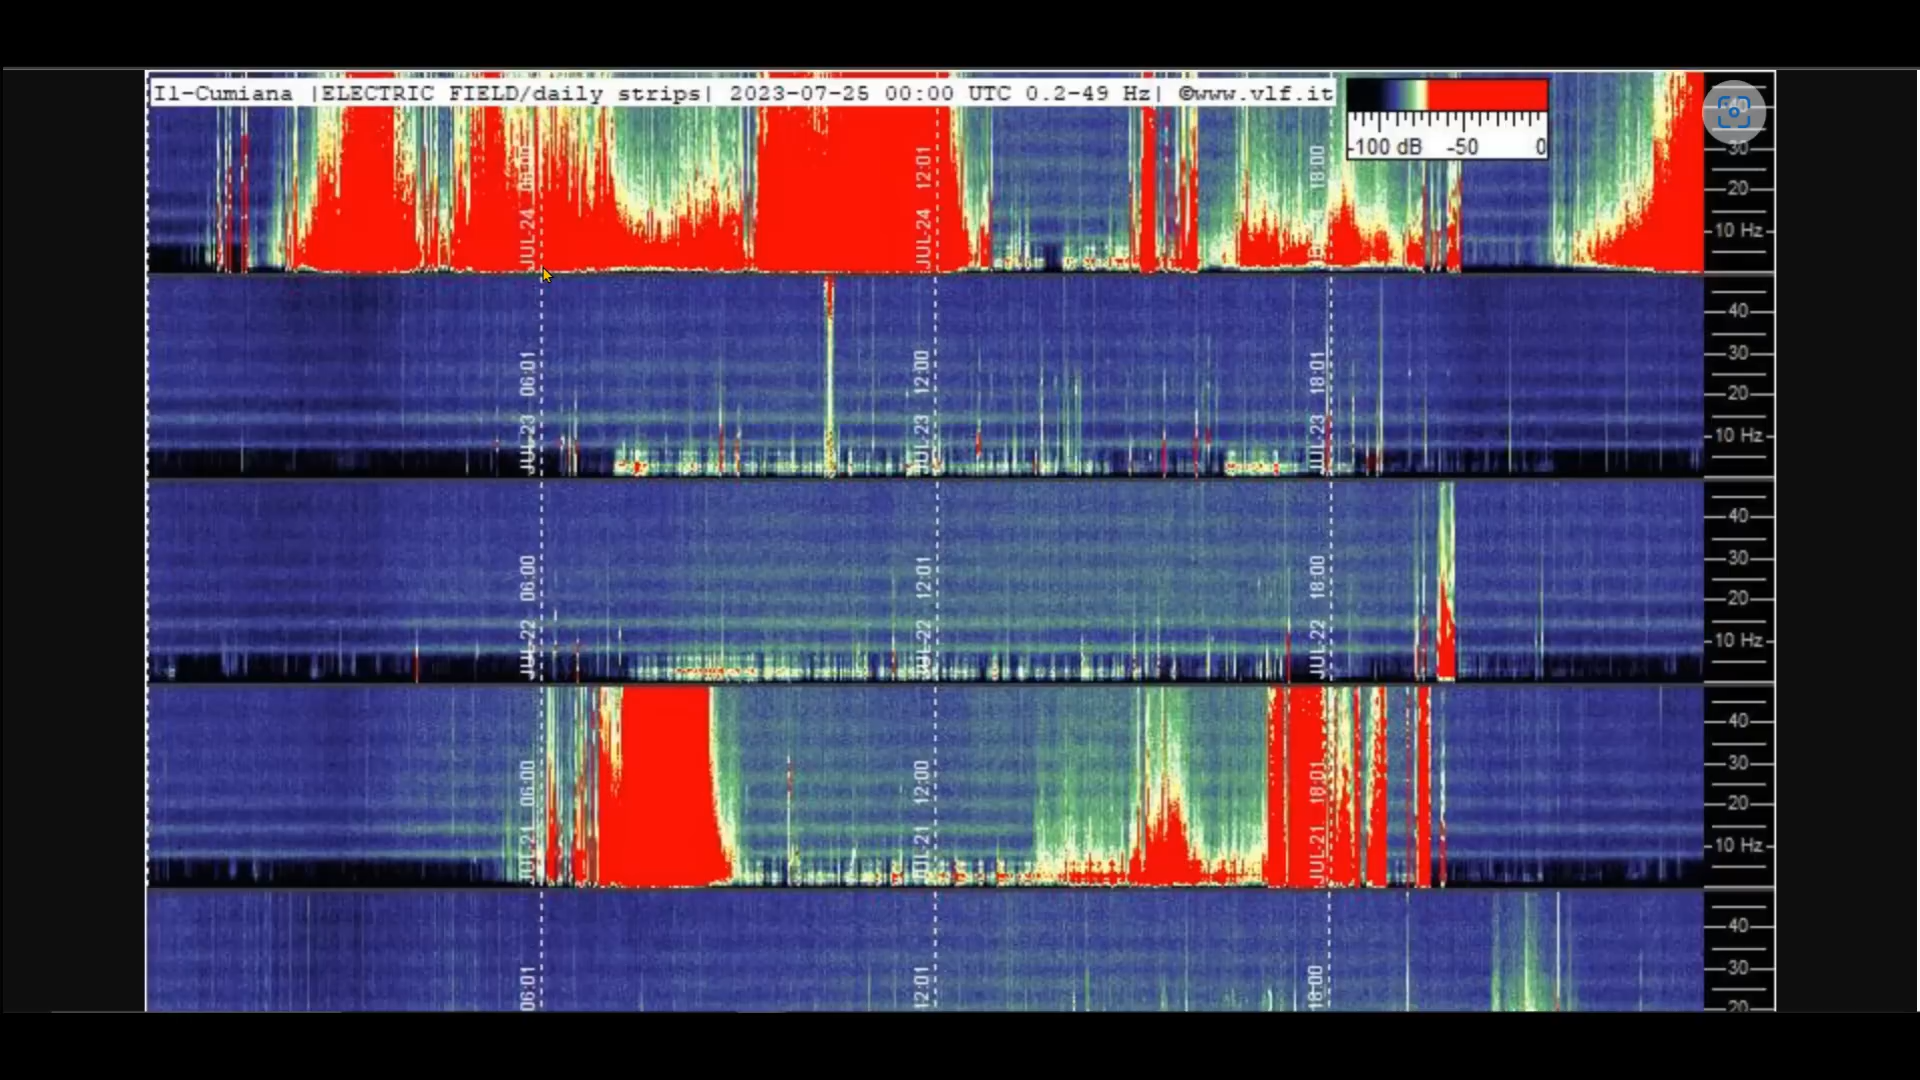 Il-Cumiana |ELECTRIC FIELD/daily strips| 2023-07-25 00:00 UTC 0.2-49 Hz| ©www.vlf.it
-100 dB -50 0
40
30
20
10 Hz
JUL-24 06:00
JUL-24 12:01
18:00
40
30
20
10 Hz
JUL-23 06:01
JUL-23 12:00
JUL-23 18:01
40
30
20
10 Hz
JUL-22 06:00
JUL-22 12:01
JUL-22 18:00
40
30
20
10 Hz
JUL-21 06:00
JUL-21 12:00
JUL-21 18:01
40
30
20
06:01
12:01
18:00